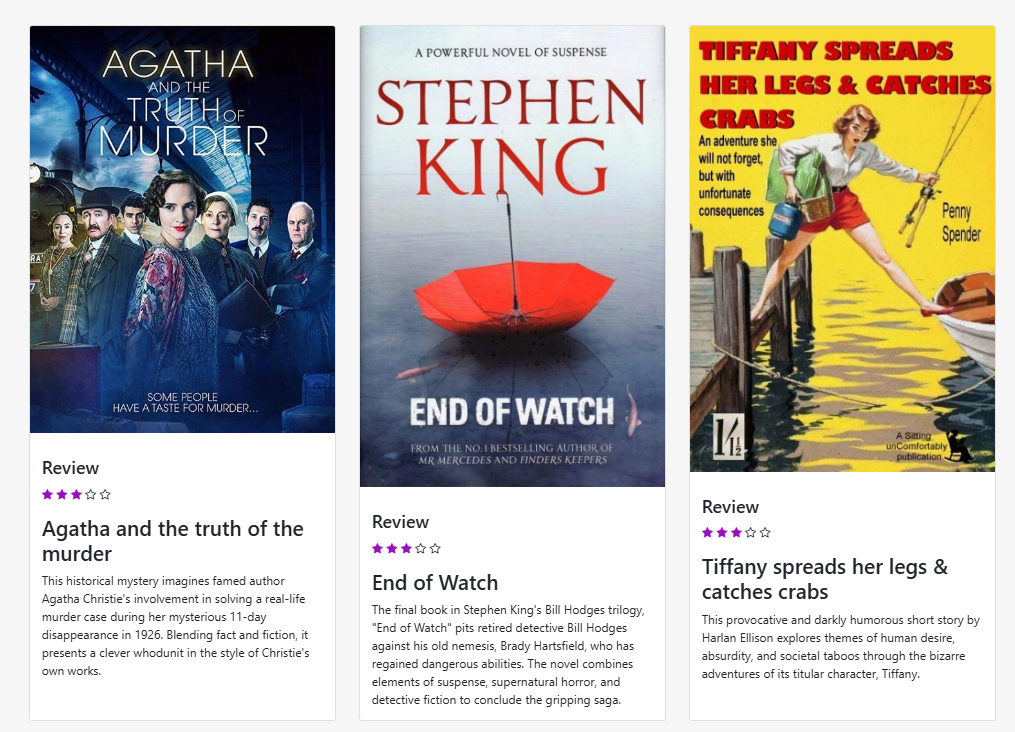 AGATHA
AND THE
TRUTH OF
MURDER
211
SOME PEOPLE
HAVE A TASTE FOR MURDER...
Review
Agatha and the truth of the
murder
This historical mystery imagines famed author
Agatha Christie's involvement in solving a real-life
murder case during her mysterious 11-day
disappearance in 1926. Blending fact and fiction, it
presents a clever whodunit in the style of Christie's
own works.
A POWERFUL NOVEL OF SUSPENSE
STEPHEN
KING
END OF WATCH
FROM THE NO.1 BESTSELLING AUTHOR OF
MR MERCEDES AND FINDERS KEEPERS
Review
End of Watch
The final book in Stephen King's Bill Hodges trilogy,
"End of Watch" pits retired detective Bill Hodges
against his old nemesis, Brady Hartsfield, who has
regained dangerous abilities. The novel combines
elements of suspense, supernatural horror, and
detective fiction to conclude the gripping saga.
TIFFANY SPREADS
HER LEGS & CATCHES
CRABS
An adventure she
will not forget,
but with
unfortunate
consequences
Penny
Spender
1/1½
A Sitting
unComfortably
publication
Review
Tiffany spreads her legs &
catches crabs
This provocative and darkly humorous short story by
Harlan Ellison explores themes of human desire,
absurdity, and societal taboos through the bizarre
adventures of its titular character, Tiffany.